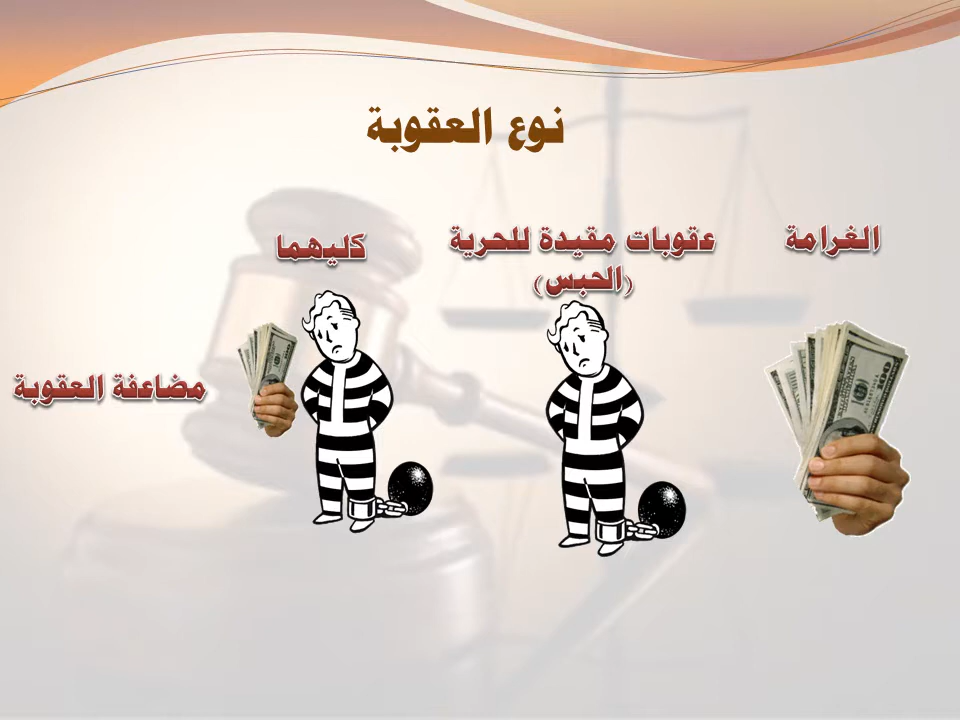 نوع العقوبة
الغرامة
عقوبات مقيدة للحرية
(الحبس)
كليهما
مضاعفة العقوبة